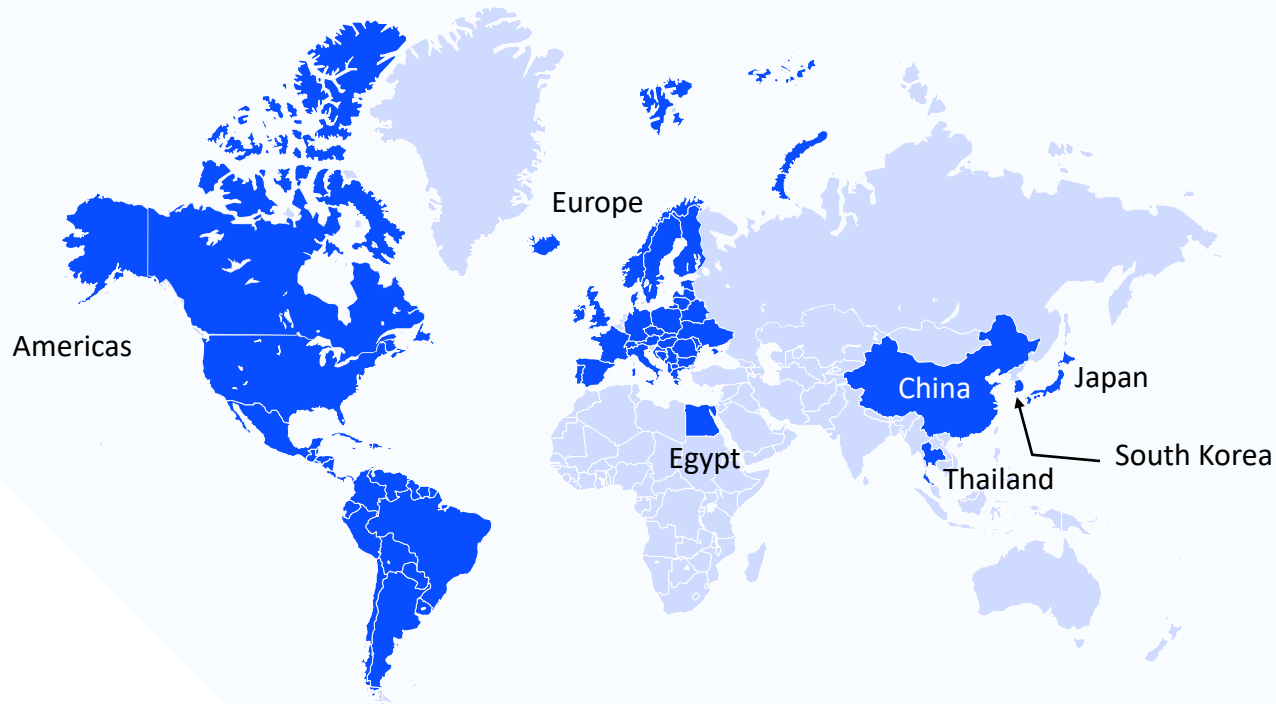 Europe
Americas
China
Japan
Egypt
South Korea
Thailand